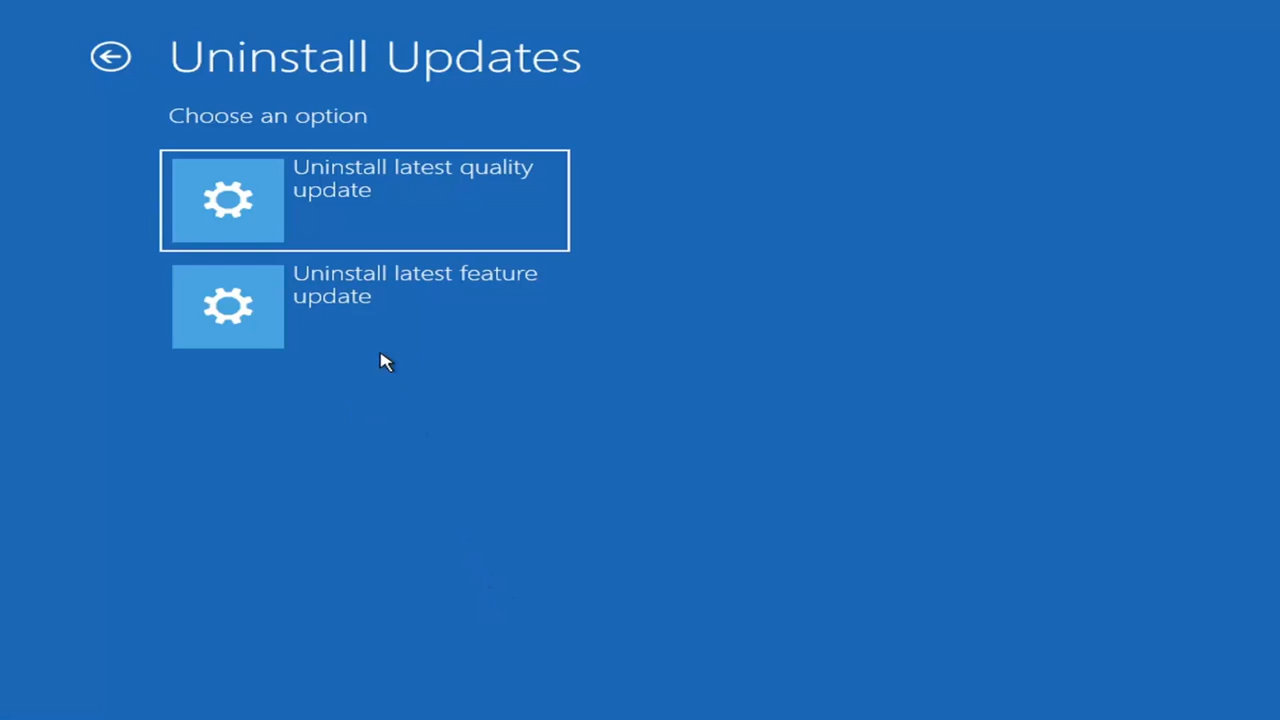 Uninstall Updates
Choose an option
Uninstall latest quality
update
Uninstall latest feature
update